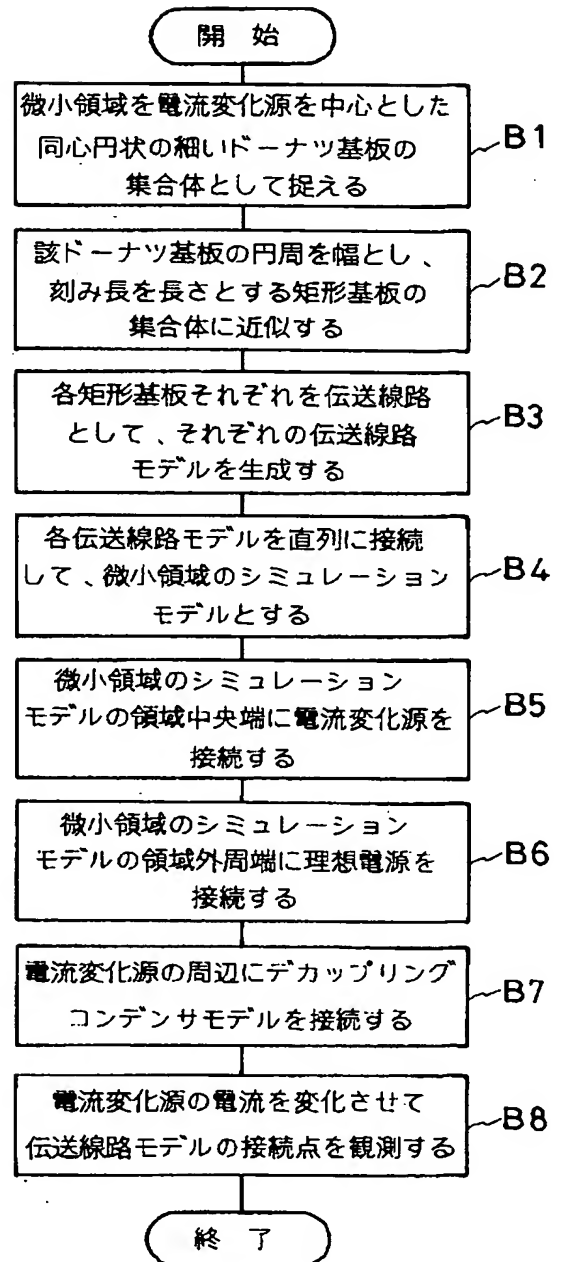 開 始
微小領域を電流変化源を中心とした
同心円状の細いドーナツ基板の
集合体として捉える
B1
該ドーナツ基板の円周を幅とし、
刻み長を長さとする矩形基板の
集合体に近似する
B2
各矩形基板それぞれを伝送線路
として、それぞれの伝送線路
モデルを生成する
B3
各伝送線路モデルを直列に接続
して、微小領域のシミュレーション
モデルとする
B4
微小領域のシミュレーション
モデルの領域中央端に電流変化源を
接続する
B5
微小領域のシミュレーション
モデルの領域外周端に理想電源を
接続する
B6
電流変化源の周辺にデカップリング
コンデンサモデルを接続する
B7
電流変化源の電流を変化させて
伝送線路モデルの接続点を観測する
B8
終 了